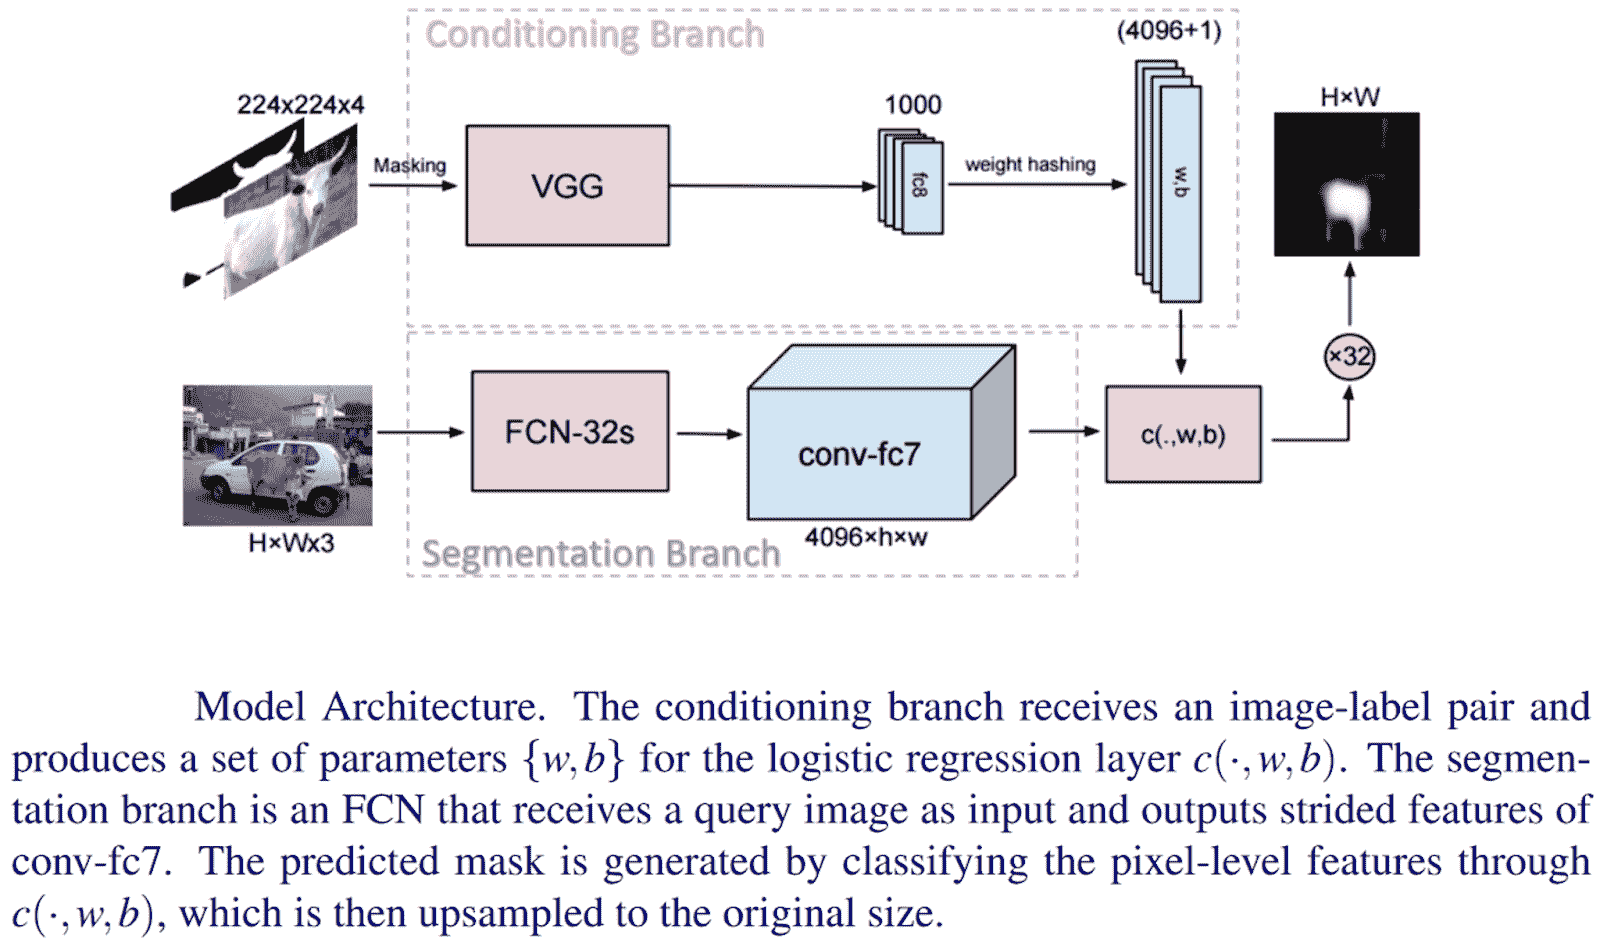 Conditioning Branch
(4096+1)
224x224x4
1000
H×W
Masking
VGG
fc8
weight hashing
w,b
×32
FCN-32s
conv-fc7
c(.,w,b)
H×Wx3
4096×h×w
Segmentation Branch
Model Architecture. The conditioning branch receives an image-label pair and
produces a set of parameters {w,b} for the logistic regression layer c(·,w,b). The segmen-
tation branch is an FCN that receives a query image as input and outputs strided features of
conv-fc7. The predicted mask is generated by classifying the pixel-level features through
c(·,w,b), which is then upsampled to the original size.